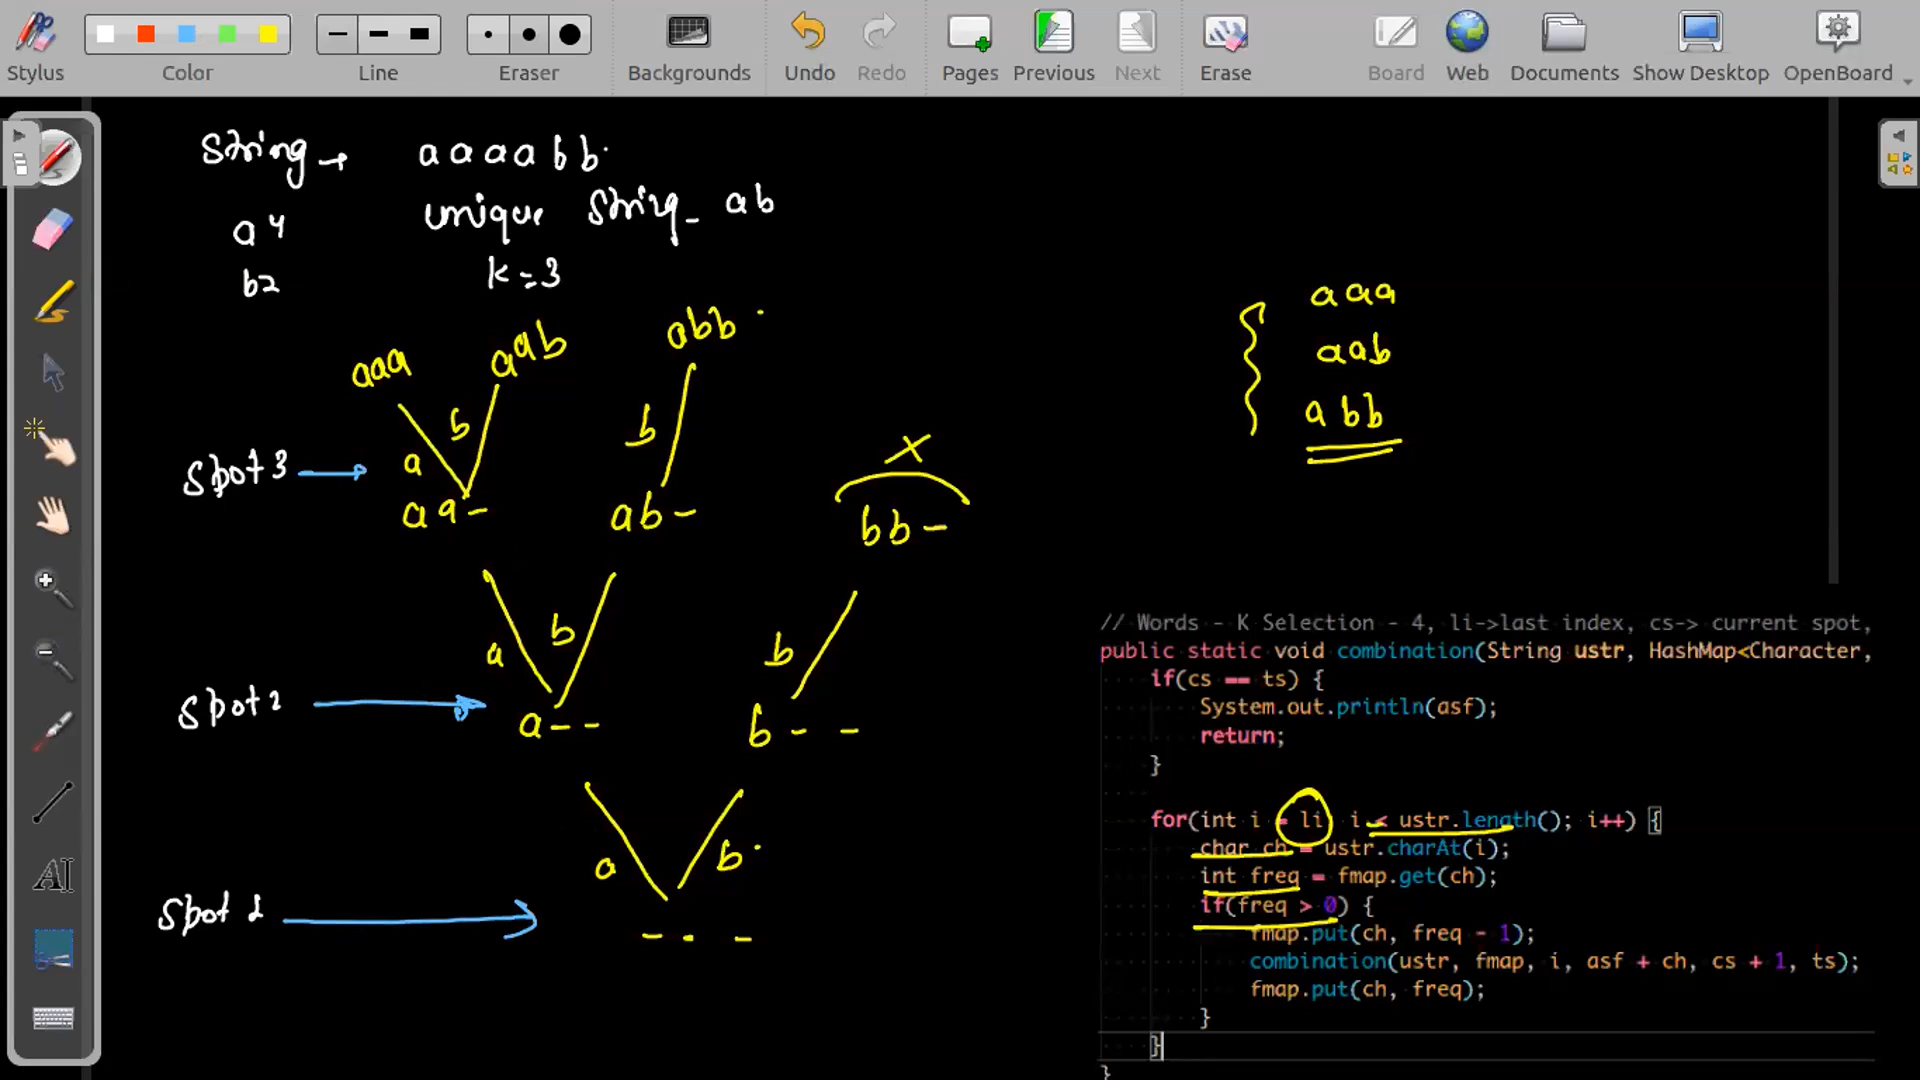 Stylus
Color
Line
Eraser
Backgrounds
Undo
Redo
Pages
Previous
Next
Erase
Board
Web
Documents
Show Desktop
OpenBoard
String → aaaabb
a 4
unique String - ab
b2
k = 3
aaa
aab
abb
aaa
aab
abb
b
b
a
X
Spot 3
aa-
ab-
bb-
a
b
b
Spot 2
a--
b--
a
b
Spot 1
- - -
// Words - K Selection - 4, li->last index, cs-> current spot,
public static void combination(String ustr, HashMap<Character,
if(cs == ts) {
System.out.println(asf);
return;
}
for(int i = li; i < ustr.length(); i++) {
char ch = ustr.charAt(i);
int freq = fmap.get(ch);
if(freq > 0) {
fmap.put(ch, freq - 1);
combination(ustr, fmap, i, asf + ch, cs + 1, ts);
fmap.put(ch, freq);
}
}
}